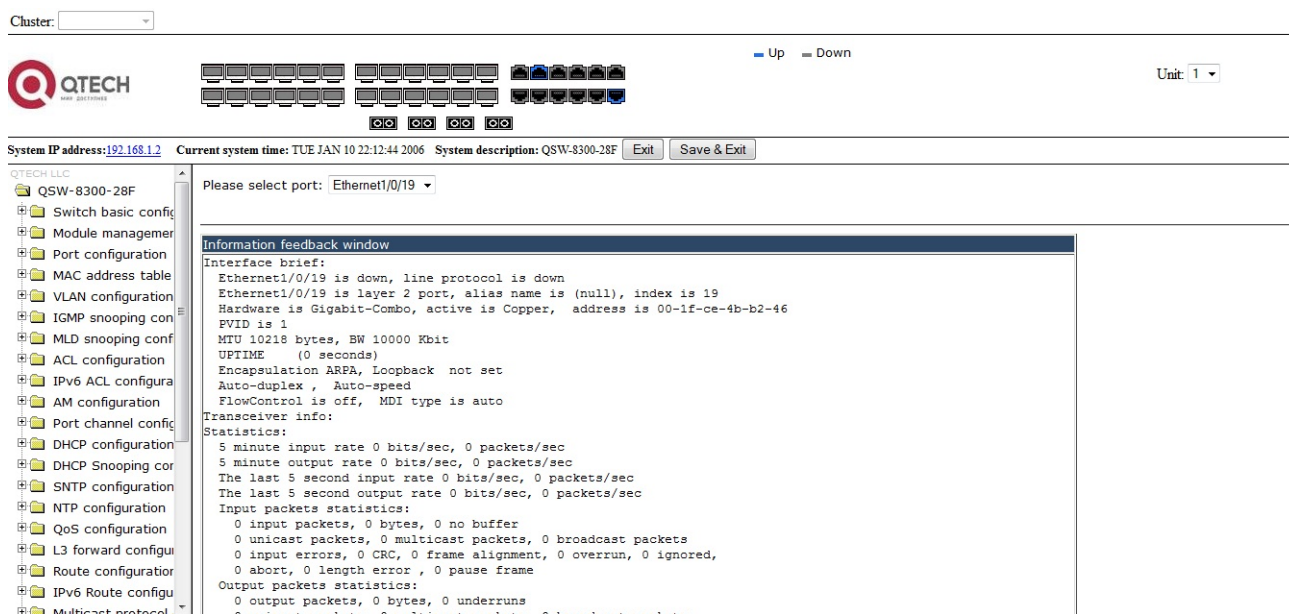 Cluster:
Up Down
QTECH
МИР ДОСТУПНЕЕ
Unit: 1
System IP address:192.168.1.2 Current system time: TUE JAN 10 22:12:44 2006 System description: QSW-8300-28F Exit Save & Exit
QTECH LLC
QSW-8300-28F
Switch basic config
Module managemen
Port configuration
MAC address table
VLAN configuration
IGMP snooping con
MLD snooping conf
ACL configuration
IPv6 ACL configura
AM configuration
Port channel config
DHCP configuration
DHCP Snooping con
SNTP configuration
NTP configuration
QoS configuration
L3 forward configu
Route configuration
IPv6 Route configu
Multicast protocol
Please select port: Ethernet1/0/19
Information feedback window
Interface brief:
Ethernet1/0/19 is down, line protocol is down
Ethernet1/0/19 is layer 2 port, alias name is (null), index is 19
Hardware is Gigabit-Combo, active is Copper, address is 00-1f-ce-4b-b2-46
PVID is 1
MTU 10218 bytes, BW 10000 Kbit
UPTIME (0 seconds)
Encapsulation ARPA, Loopback not set
Auto-duplex , Auto-speed
FlowControl is off, MDI type is auto
Transceiver info:
Statistics:
5 minute input rate 0 bits/sec, 0 packets/sec
5 minute output rate 0 bits/sec, 0 packets/sec
The last 5 second input rate 0 bits/sec, 0 packets/sec
The last 5 second output rate 0 bits/sec, 0 packets/sec
Input packets statistics:
0 input packets, 0 bytes, 0 no buffer
0 unicast packets, 0 multicast packets, 0 broadcast packets
0 input errors, 0 CRC, 0 frame alignment, 0 overrun, 0 ignored,
0 abort, 0 length error , 0 pause frame
Output packets statistics:
0 output packets, 0 bytes, 0 underruns